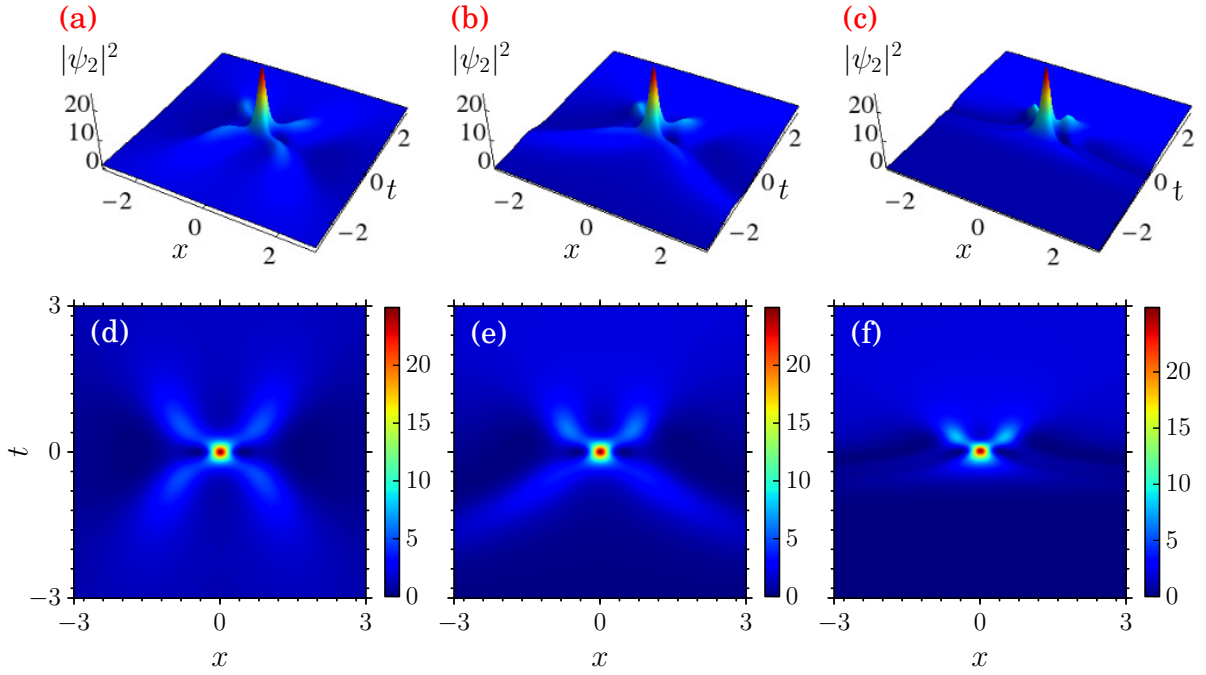 (a) (b) (c)
|ψ₂|² |ψ₂|² |ψ₂|²
20 20 20
10 10 10
0 0 0
2 2 2
0 t 0 t 0 t
−2 −2 −2
−2 −2 −2
0 0 0
2 2 2
x x x
(d) (e) (f)
3
t
0
−3
20 20 20
15 15 15
10 10 10
5 5 5
0 0 0
−3 0 3 −3 0 3 −3 0 3
x x x